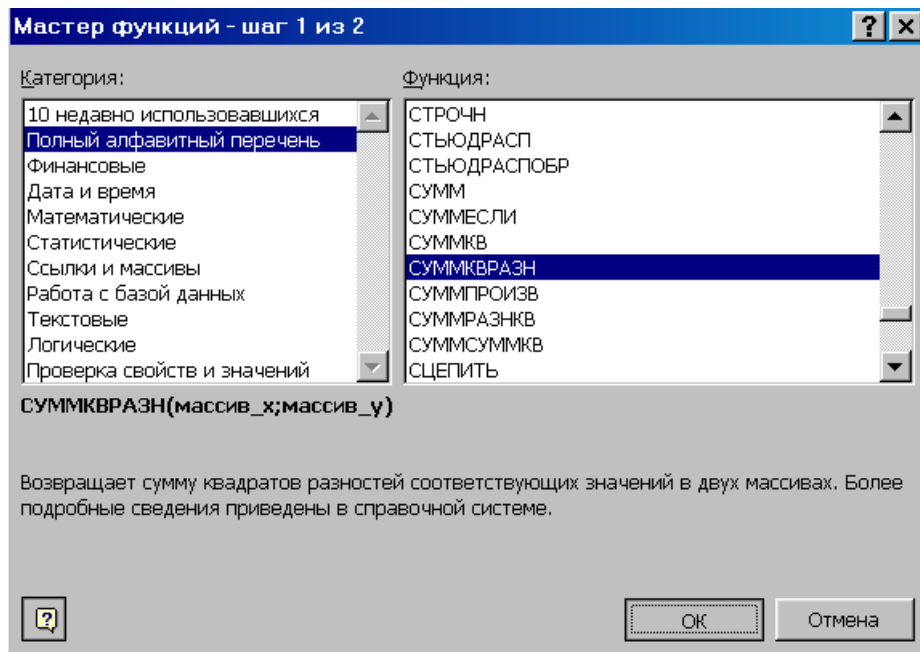 Мастер функций - шаг 1 из 2
Категория:
10 недавно использовавшихся
Полный алфавитный перечень
Финансовые
Дата и время
Математические
Статистические
Ссылки и массивы
Работа с базой данных
Текстовые
Логические
Проверка свойств и значений
Функция:
СТРОЧН
СТЬЮДРАСП
СТЬЮДРАСПОБР
СУММ
СУММЕСЛИ
СУММКВ
СУММКВРАЗН
СУММПРОИЗВ
СУММРАЗНКВ
СУММСУММКВ
СЦЕПИТЬ
СУММКВРАЗН(массив_x;массив_y)
Возвращает сумму квадратов разностей соответствующих значений в двух массивах. Более
подробные сведения приведены в справочной системе.
ОК
Отмена